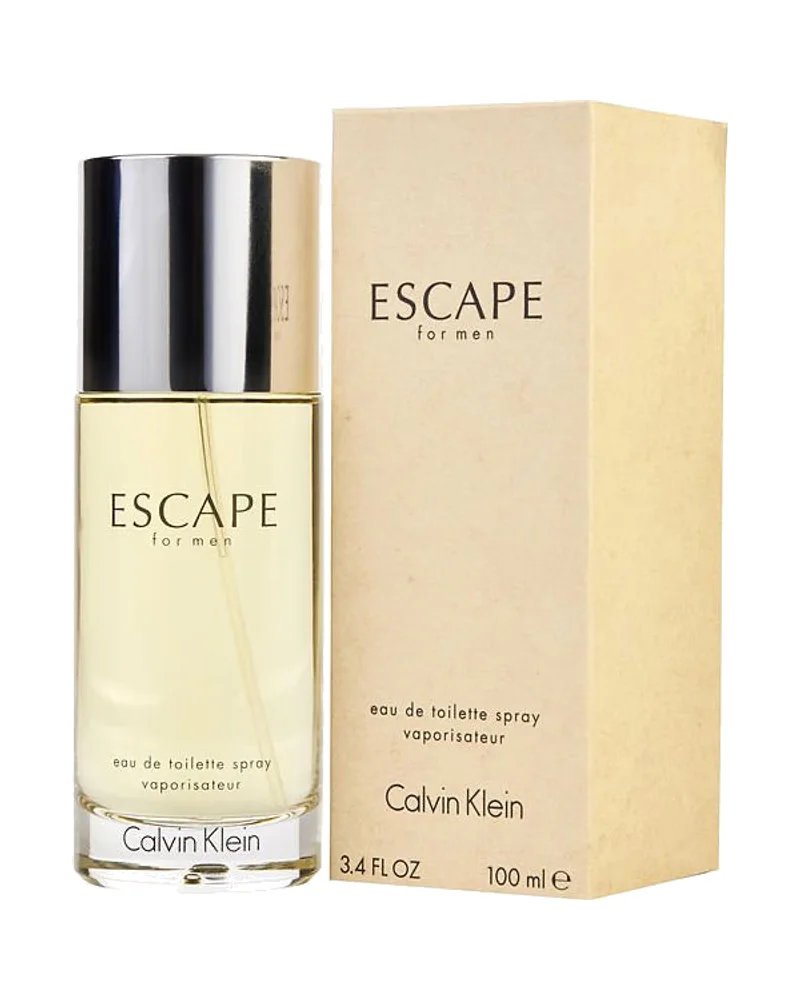 ESCAPE
for men
eau de toilette spray
vaporisateur
Calvin Klein
ESCAPE
for men
eau de toilette spray
vaporisateur
Calvin Klein
3.4 FL OZ 100 ml ℮